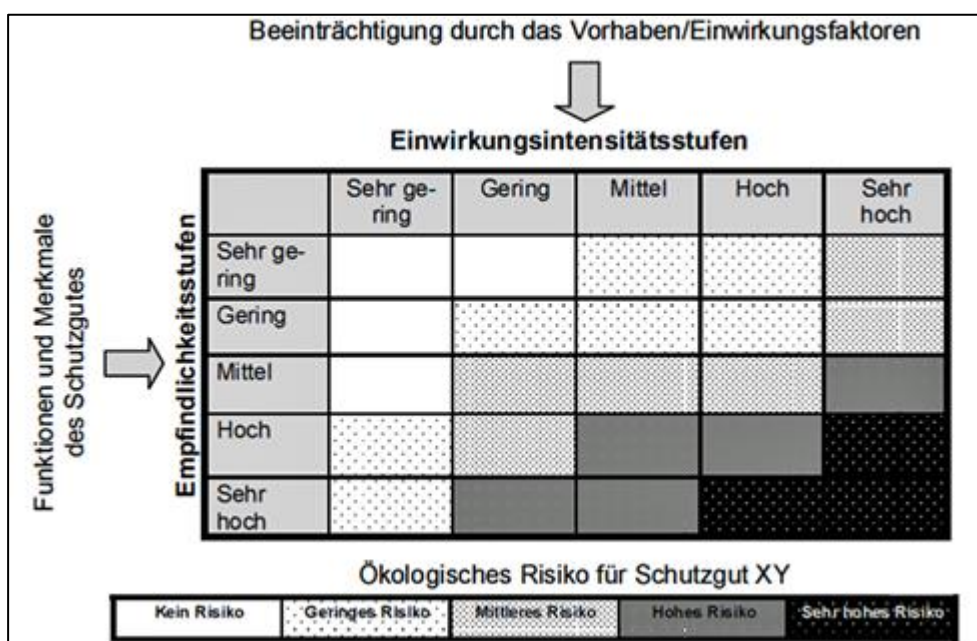 Beeinträchtigung durch das Vorhaben/Einwirkungsfaktoren
Einwirkungsintensitätsstufen
Sehr ge-
ring
Gering
Mittel
Hoch
Sehr
hoch
Funktionen und Merkmale
des Schutzgutes
Empfindlichkeitsstufen
Sehr ge-
ring
Gering
Mittel
Hoch
Sehr
hoch
Ökologisches Risiko für Schutzgut XY
Kein Risiko
Geringes Risiko
Mittleres Risiko
Hohes Risiko
Sehr hohes Risiko